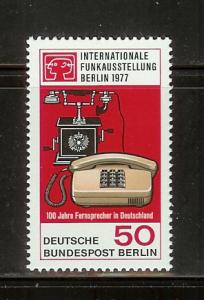 INTERNATIONALE
FUNKAUSSTELLUNG
BERLIN 1977
100 Jahre Fernsprecher in Deutschland
DEUTSCHE
BUNDESPOST BERLIN
50